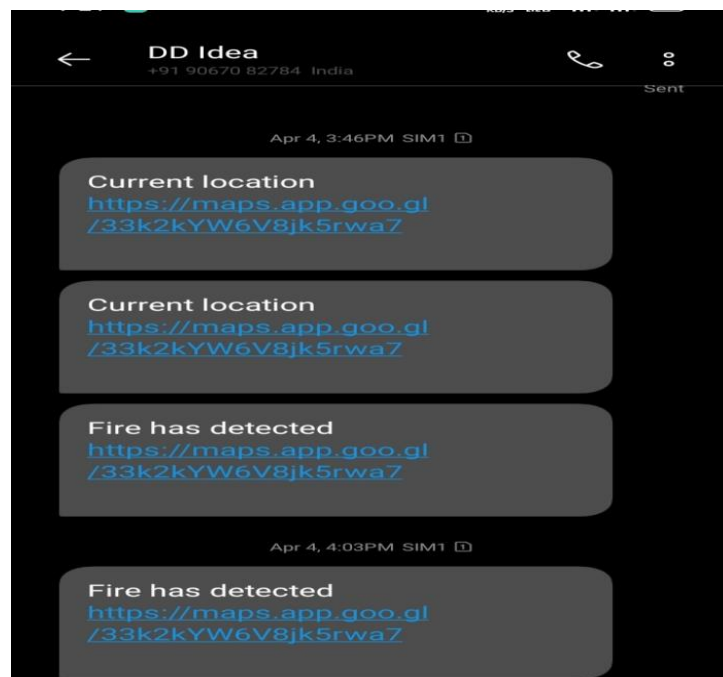 DD Idea
+91 90670 82784 India
Sent
Apr 4, 3:46PM SIM1 1
Current location
https://maps.app.goo.gl
/33k2kYW6V8jk5rwa7
Current location
https://maps.app.goo.gl
/33k2kYW6V8jk5rwa7
Fire has detected
https://maps.app.goo.gl
/33k2kYW6V8jk5rwa7
Apr 4, 4:03PM SIM1 1
Fire has detected
https://maps.app.goo.gl
/33k2kYW6V8jk5rwa7